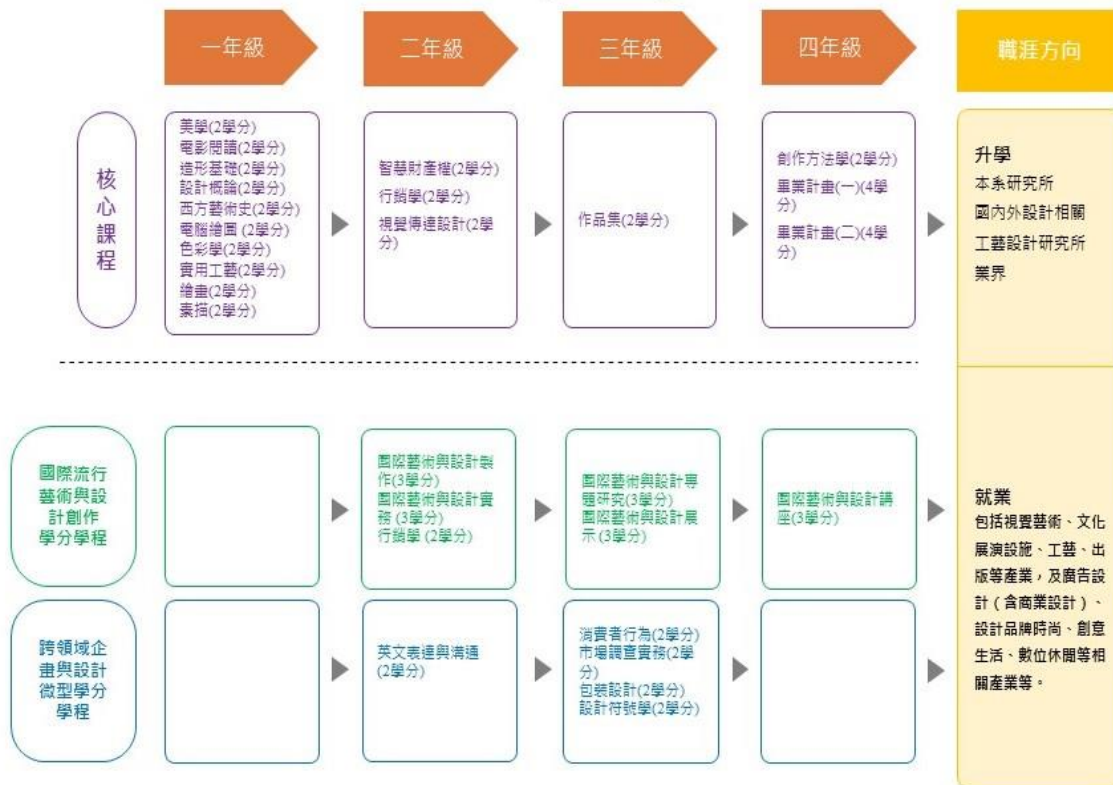 一年級
二年級
三年級
四年級
職涯方向
核
心
課
程
美學(2學分)
電影閱讀(2學分)
造形基礎(2學分)
設計概論(2學分)
西方藝術史(2學分)
電腦繪圖 (2學分)
色彩學(2學分)
實用工藝(2學分)
繪畫(2學分)
素描(2學分)
智慧財產權(2學分)
行銷學(2學分)
視覺傳達設計(2學
分)
作品集(2學分)
創作方法學(2學分)
畢業計畫(一)(4學
分)
畢業計畫(二)(4學
分)
升學
本系研究所
國內外設計相關
工藝設計研究所
業界
國際流行
藝術與設
計創作
學分學程
國際藝術與設計製
作(3學分)
國際藝術與設計實
務 (3學分)
行銷學 (2學分)
國際藝術與設計專
題研究(3學分)
國際藝術與設計展
示 (3學分)
國際藝術與設計講
座(3學分)
就業
包括視覺藝術、文化
展演設施、工藝、出
版等產業，及廣告設
計（含商業設計）、
設計品牌時尚、創意
生活、數位休閒等相
關產業等。
跨領域企
畫與設計
微型學分
學程
英文表達與溝通
(2學分)
消費者行為(2學分)
市場調查實務(2學
分)
包裝設計(2學分)
設計符號學(2學分)